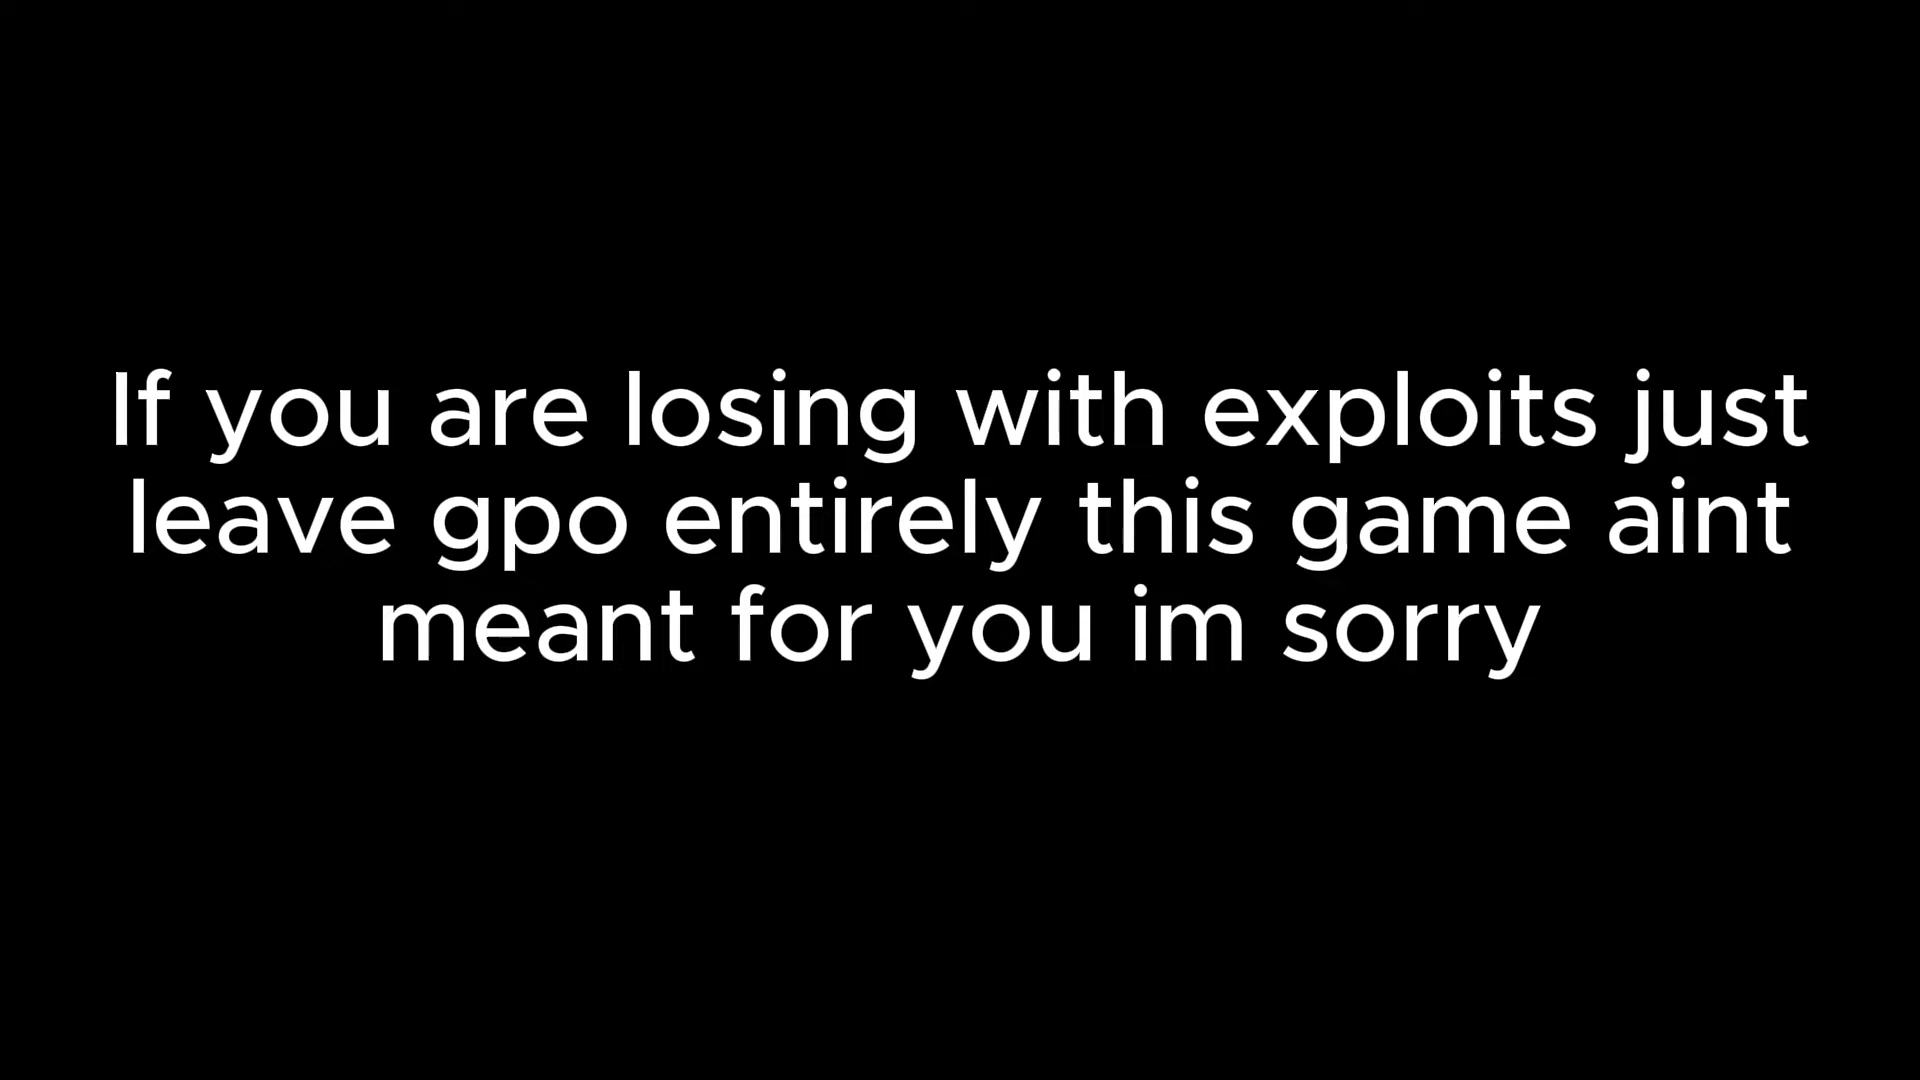 If you are losing with exploits just
leave gpo entirely this game aint
meant for you im sorry